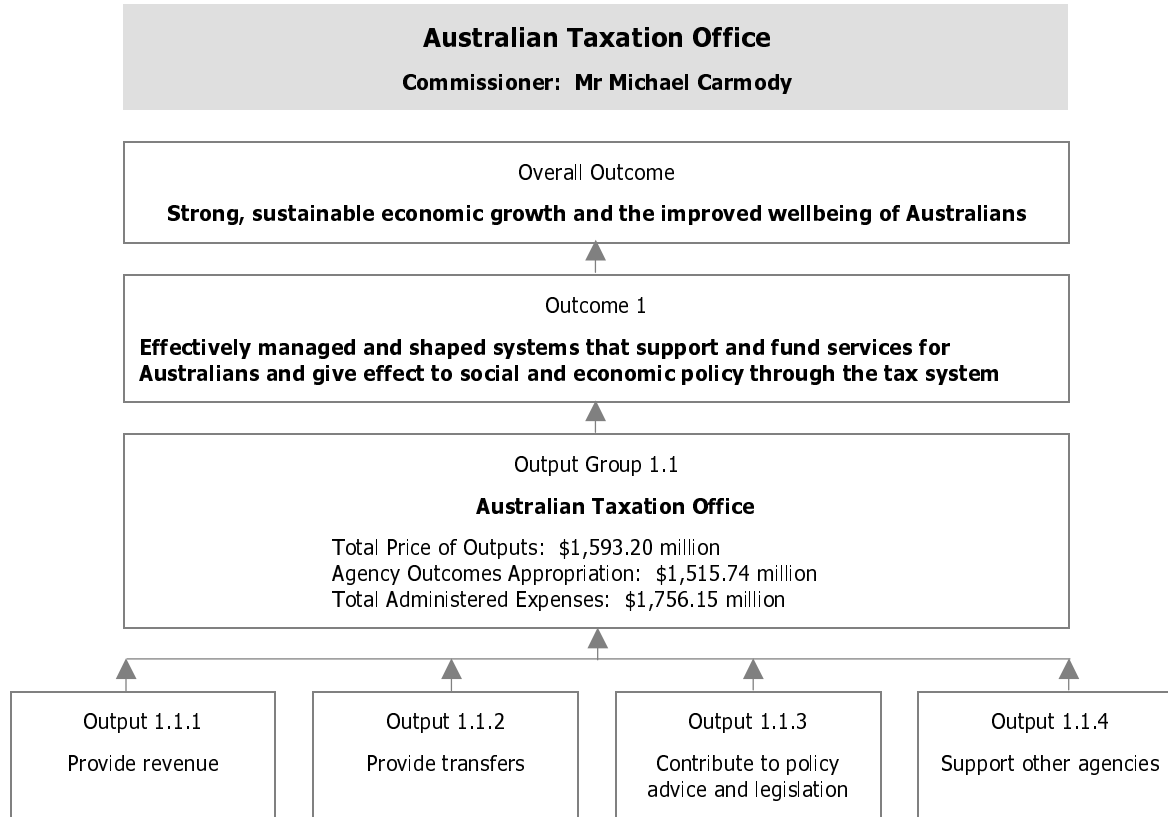 Australian Taxation Office
Commissioner:  Mr Michael Carmody
Overall Outcome
Strong, sustainable economic growth and the improved wellbeing of Australians
Outcome 1
Effectively managed and shaped systems that support and fund services for
Australians and give effect to social and economic policy through the tax system
Output Group 1.1
Australian Taxation Office
Total Price of Outputs:  $1,593.20 million
Agency Outcomes Appropriation:  $1,515.74 million
Total Administered Expenses:  $1,756.15 million
Output 1.1.1
Provide revenue
Output 1.1.2
Provide transfers
Output 1.1.3
Contribute to policy
advice and legislation
Output 1.1.4
Support other agencies